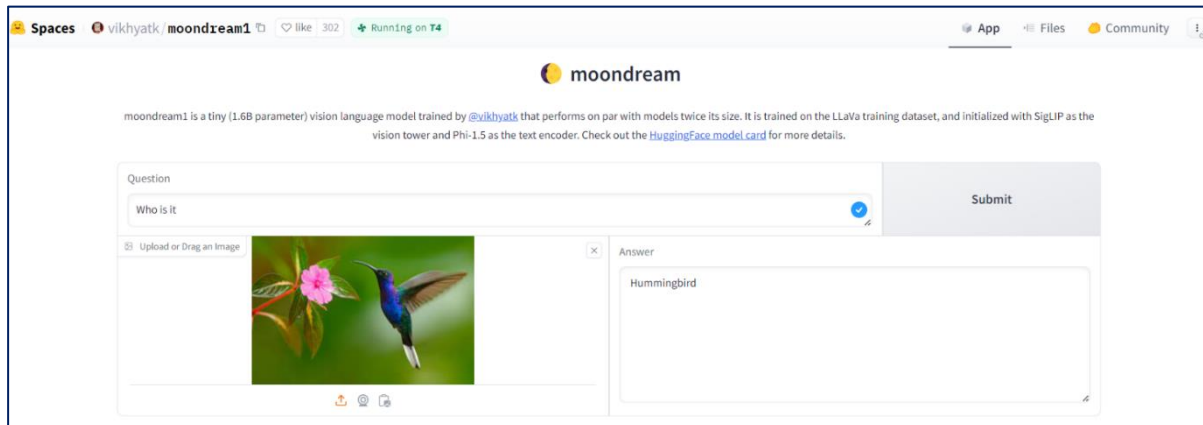 Spaces vikhyatk/moondream1 like 302 Running on T4 App Files Community
moondream
moondream1 is a tiny (1.6B parameter) vision language model trained by @vikhyatk that performs on par with models twice its size. It is trained on the LLaVa training dataset, and initialized with SigLIP as the
vision tower and Phi-1.5 as the text encoder. Check out the HuggingFace model card for more details.
Question
Who is it
Submit
Upload or Drag an Image
Answer
Hummingbird